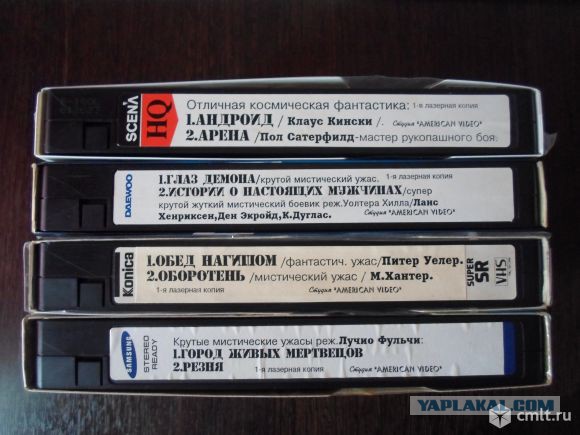 SCENA
HQ
Отличная космическая фантастика: 1-я лазерная копия
1.АНДРОИД / Клаус Кински /. Студия "AMERICAN VIDEO"
2.АРЕНА / Пол Сатерфилд-мастер рукопашного боя.
DAEWOO
1.ГЛАЗ ДЕМОНА/крутой мистический ужас. 1-я лазерная копия
2.ИСТОРИИ О НАСТОЯЩИХ МУЖЧИНАХ/супер
крутой жуткий мистический боевик реж.Уолтера Хилла/Ланс
Хенриксен,Ден Экройд,К.Дуглас. Студия "AMERICAN VIDEO"
Konica
1.ОБЕД НАГИШОМ /фантастич. ужас/Питер Уелер.
2.ОБОРОТЕНЬ /мистический ужас / М.Хантер.
1-я лазерная копия Студия "AMERICAN VIDEO"
SUPER
SR
VHS
SAMSUNG
STEREO
READY
Крутые мистические ужасы реж.Лучио Фульчи:
1.ГОРОД ЖИВЫХ МЕРТВЕЦОВ
2.РЕЗНЯ 1-я лазерная копия Студия "AMERICAN VIDEO"
YAPLAKAL.COM
cmlt.ru